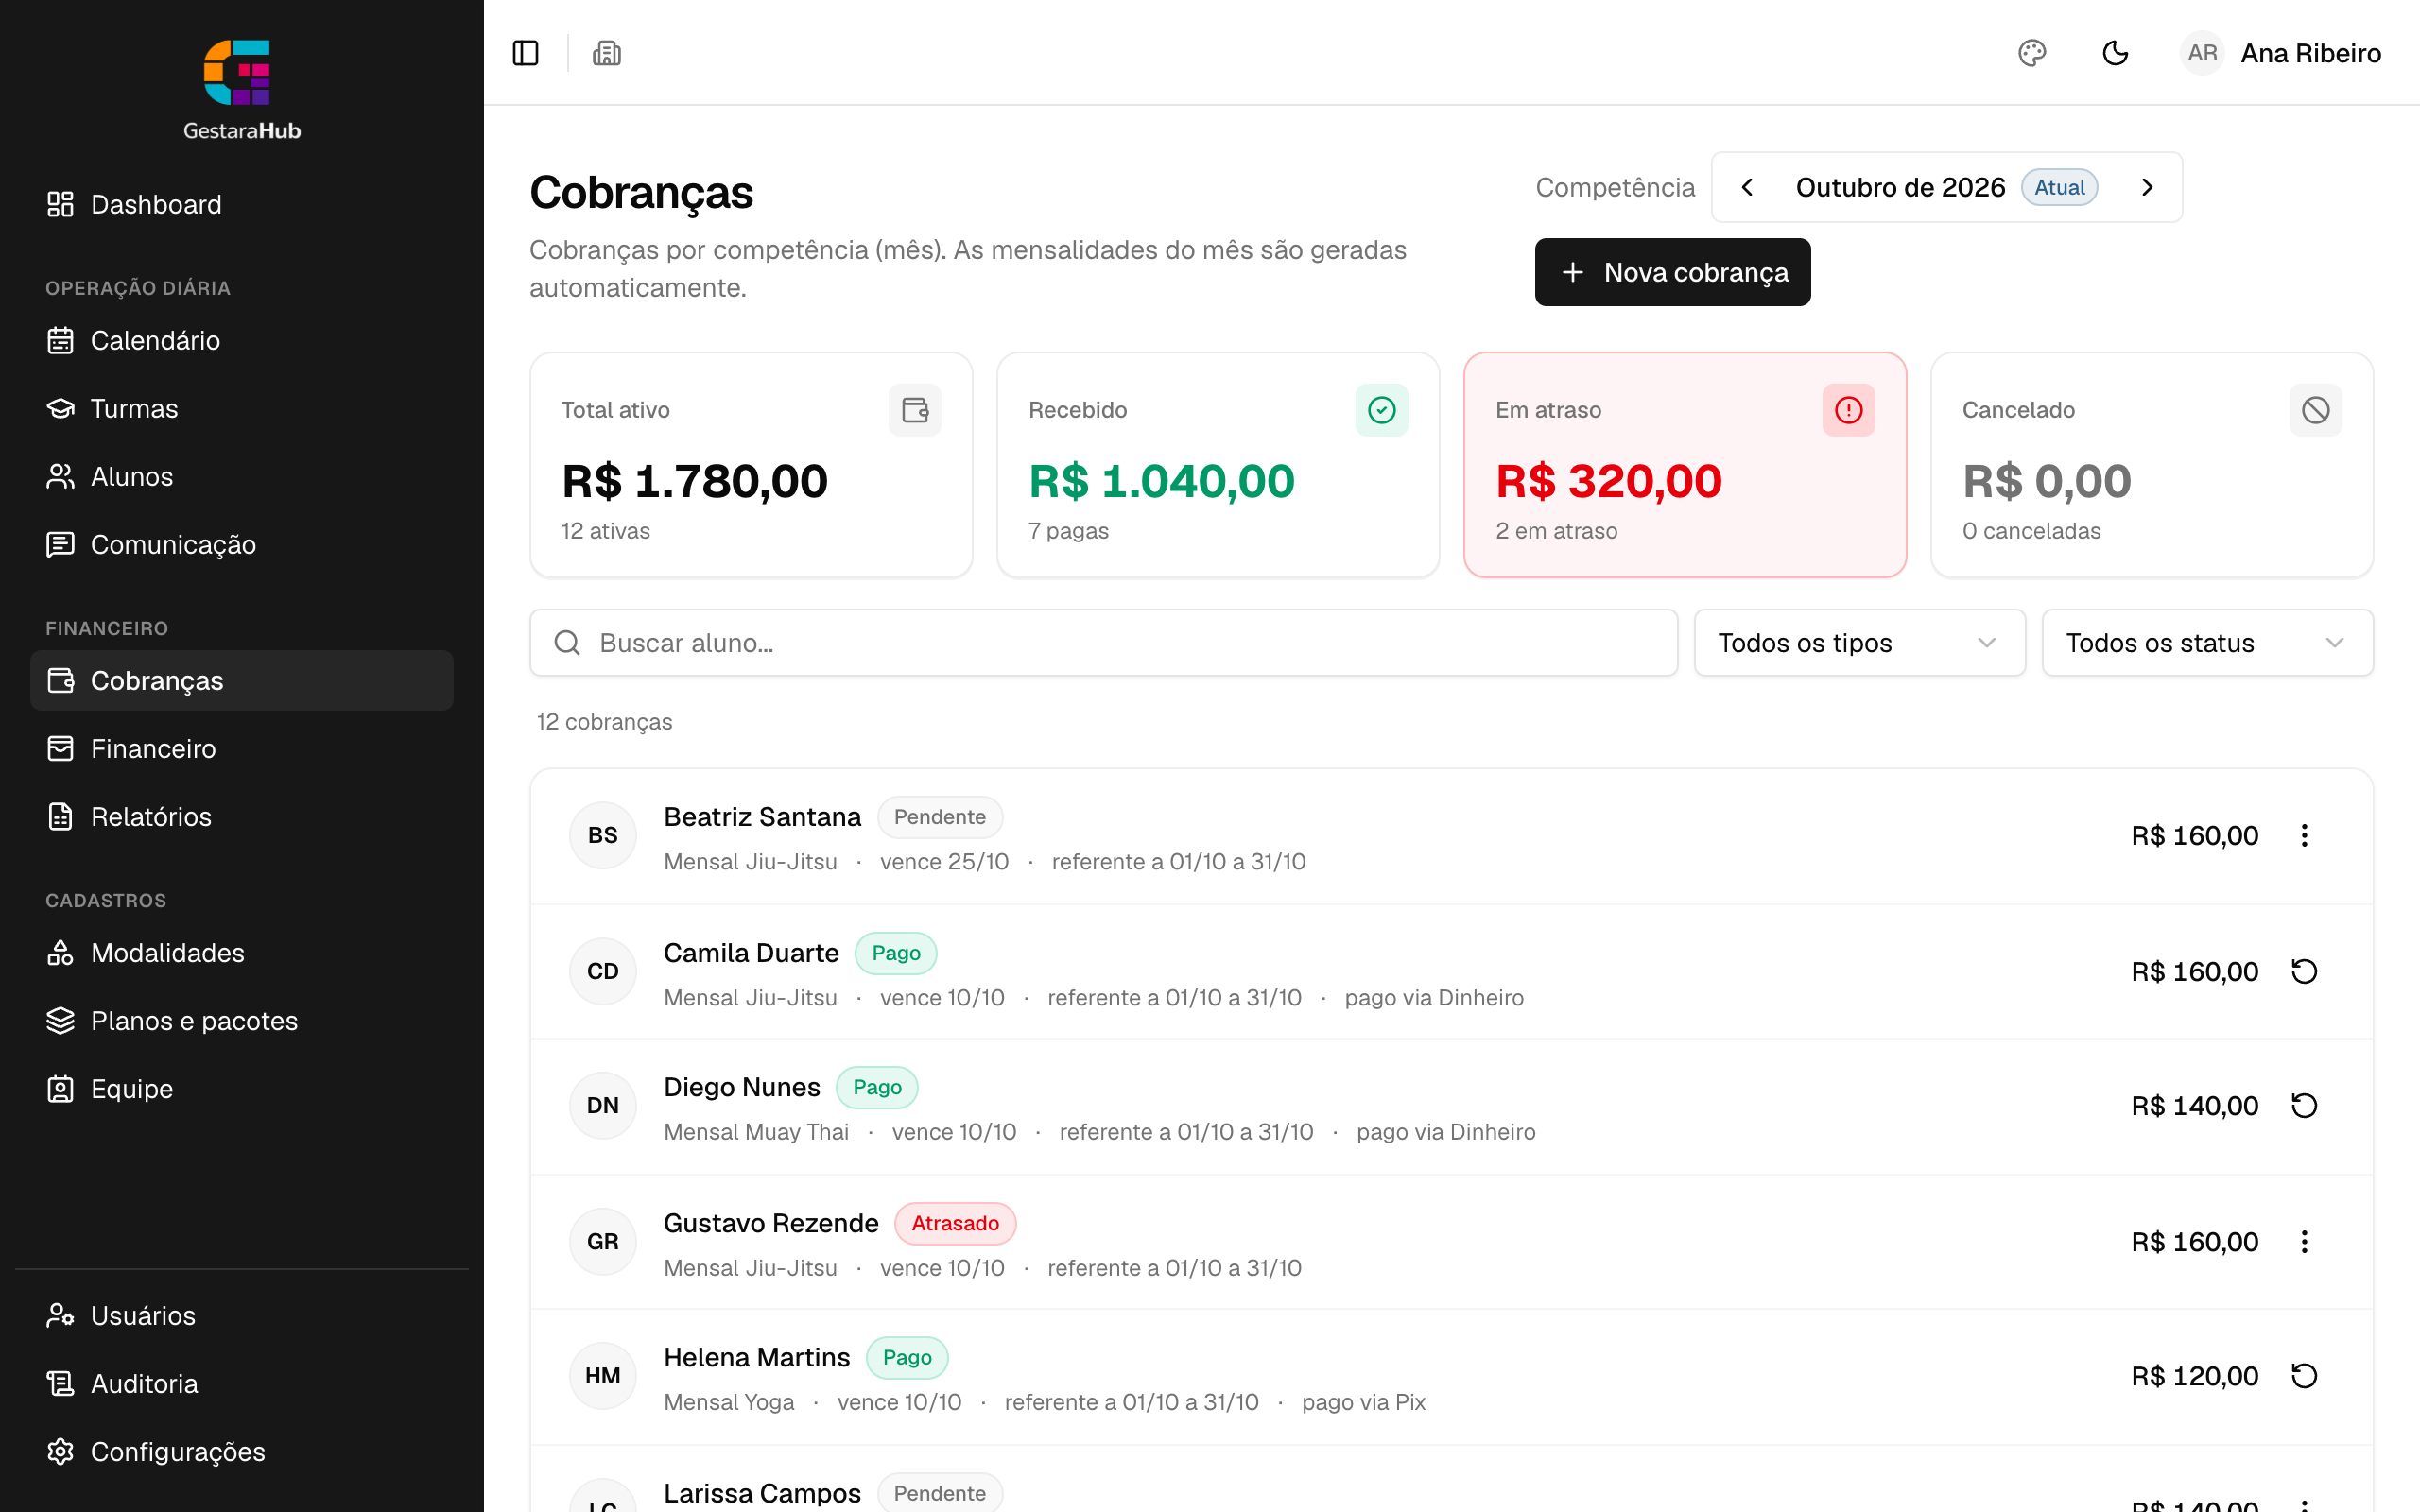 GestaraHub
Dashboard
OPERAÇÃO DIÁRIA
Calendário
Turmas
Alunos
Comunicação
FINANCEIRO
Cobranças
Financeiro
Relatórios
CADASTROS
Modalidades
Planos e pacotes
Equipe
Usuários
Auditoria
Configurações
AR Ana Ribeiro
Cobranças
Cobranças por competência (mês). As mensalidades do mês são geradas
automaticamente.
Competência Outubro de 2026 Atual
Nova cobrança
Total ativo
R$ 1.780,00
12 ativas
Recebido
R$ 1.040,00
7 pagas
Em atraso
R$ 320,00
2 em atraso
Cancelado
R$ 0,00
0 canceladas
Buscar aluno...
Todos os tipos
Todos os status
12 cobranças
BS Beatriz Santana Pendente
Mensal Jiu-Jitsu · vence 25/10 · referente a 01/10 a 31/10
R$ 160,00
CD Camila Duarte Pago
Mensal Jiu-Jitsu · vence 10/10 · referente a 01/10 a 31/10 · pago via Dinheiro
R$ 160,00
DN Diego Nunes Pago
Mensal Muay Thai · vence 10/10 · referente a 01/10 a 31/10 · pago via Dinheiro
R$ 140,00
GR Gustavo Rezende Atrasado
Mensal Jiu-Jitsu · vence 10/10 · referente a 01/10 a 31/10
R$ 160,00
HM Helena Martins Pago
Mensal Yoga · vence 10/10 · referente a 01/10 a 31/10 · pago via Pix
R$ 120,00
LC Larissa Campos Pendente
R$ 140,00